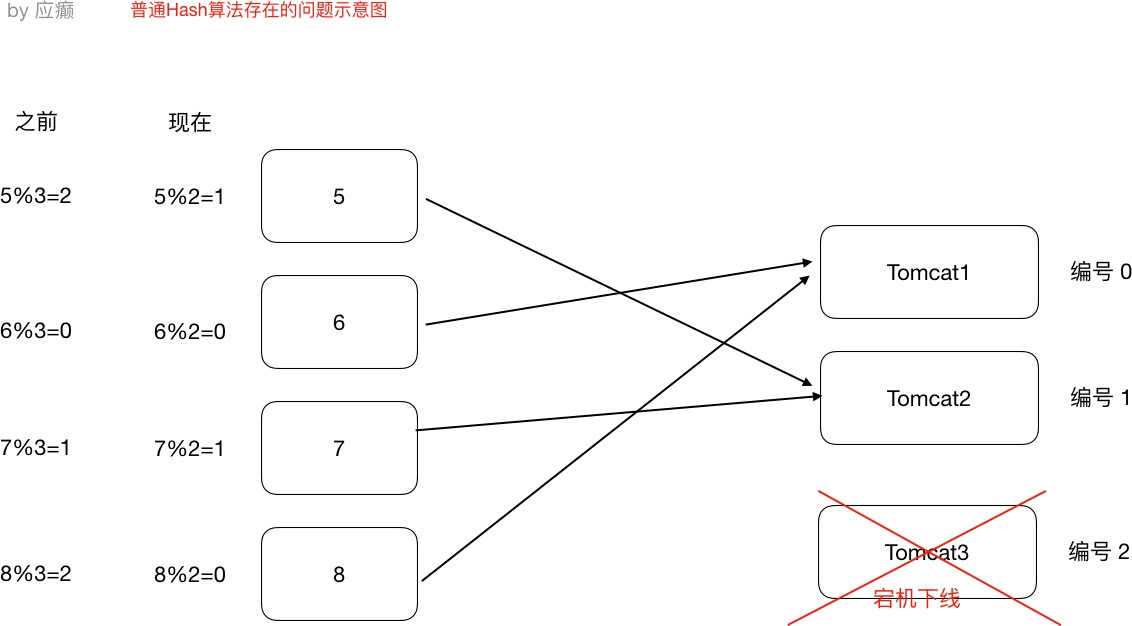 by 应癫 普通Hash算法存在的问题示意图
之前 现在
5%3=2 5%2=1 5
Tomcat1 编号 0
6%3=0 6%2=0 6
Tomcat2 编号 1
7%3=1 7%2=1 7
Tomcat3 编号 2
8%3=2 8%2=0 8
宕机下线